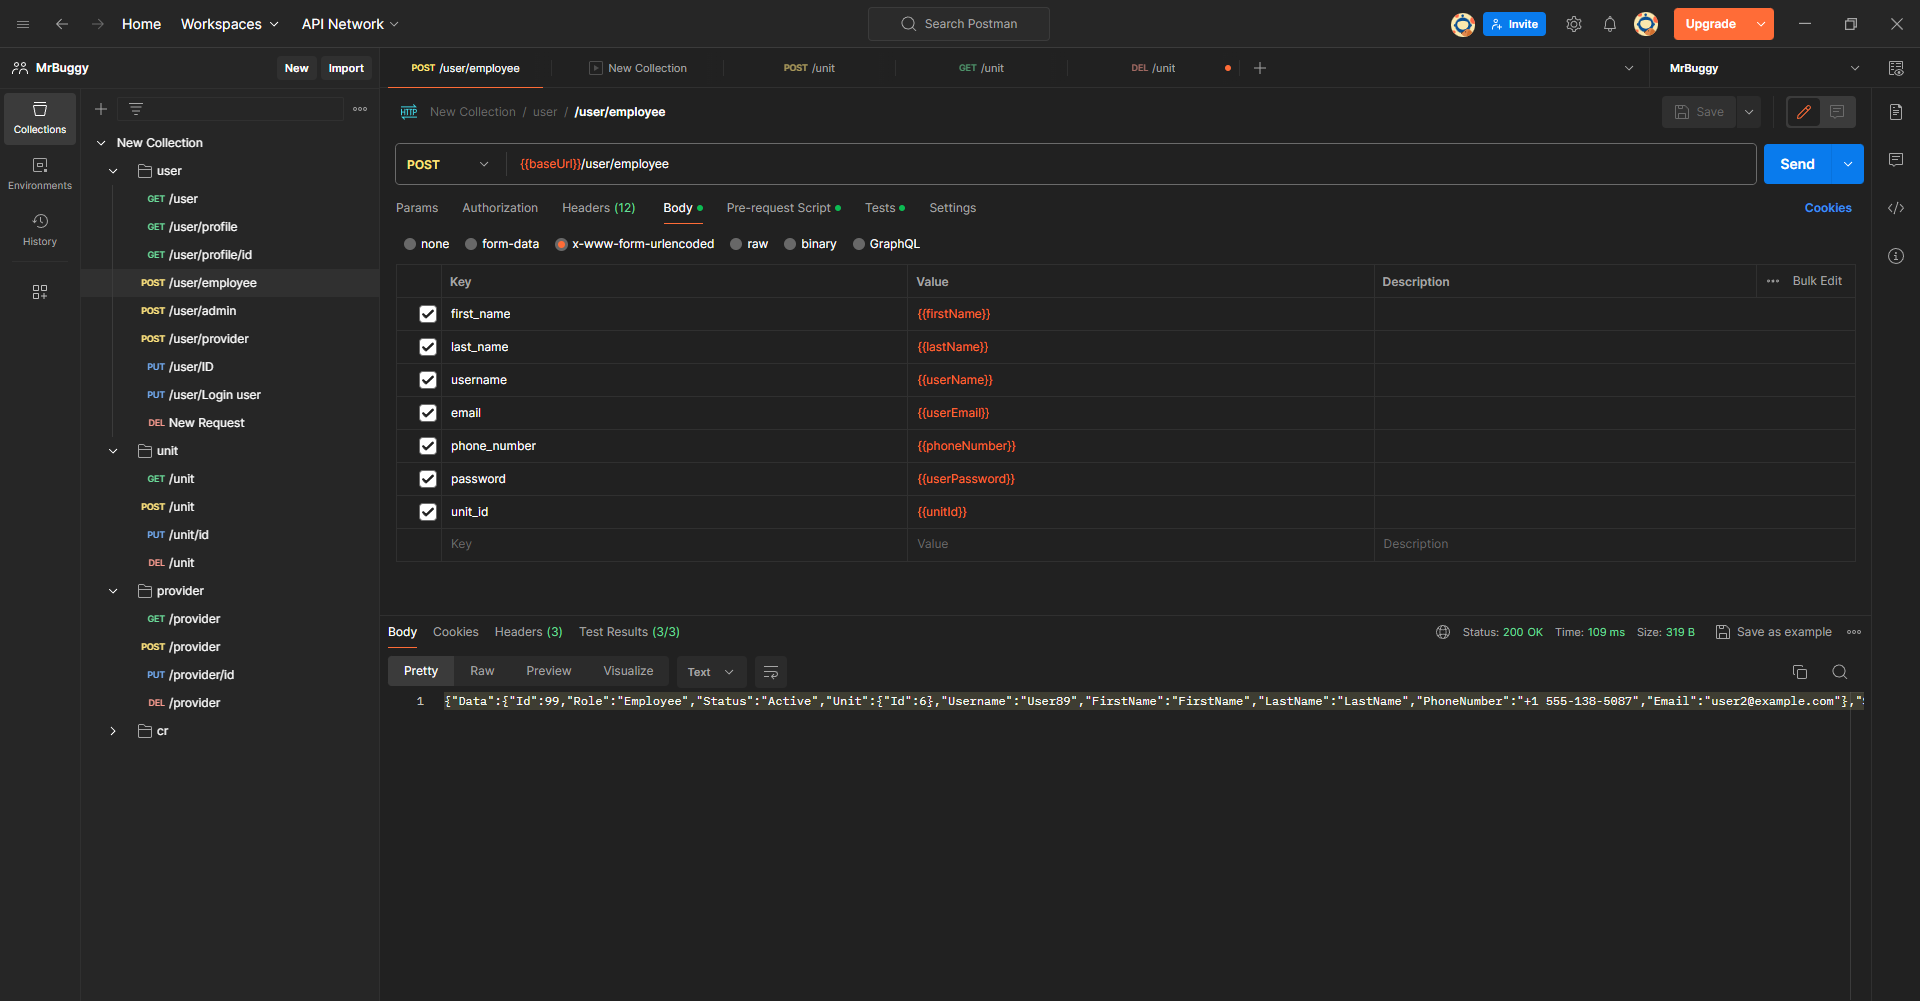 Home Workspaces API Network Search Postman Invite Upgrade
MrBuggy New Import
POST /user/employee New Collection POST /unit GET /unit DEL /unit MrBuggy
Collections
Environments
History
New Collection
user
GET /user
GET /user/profile
GET /user/profile/id
POST /user/employee
POST /user/admin
POST /user/provider
PUT /user/ID
PUT /user/Login user
DEL New Request
unit
GET /unit
POST /unit
PUT /unit/id
DEL /unit
provider
GET /provider
POST /provider
PUT /provider/id
DEL /provider
cr
HTTP New Collection / user / /user/employee Save
POST {{baseUrl}}/user/employee Send
Params Authorization Headers (12) Body Pre-request Script Tests Settings Cookies
none form-data x-www-form-urlencoded raw binary GraphQL
Key Value Description Bulk Edit
first_name {{firstName}}
last_name {{lastName}}
username {{userName}}
email {{userEmail}}
phone_number {{phoneNumber}}
password {{userPassword}}
unit_id {{unitId}}
Key Value Description
Body Cookies Headers (3) Test Results (3/3) Status: 200 OK Time: 109 ms Size: 319 B Save as example
Pretty Raw Preview Visualize Text
1 {"Data":{"Id":99,"Role":"Employee","Status":"Active","Unit":{"Id":6},"Username":"User89","FirstName":"FirstName","LastName":"LastName","PhoneNumber":"+1 555-138-5087","Email":"user2@example.com"},"